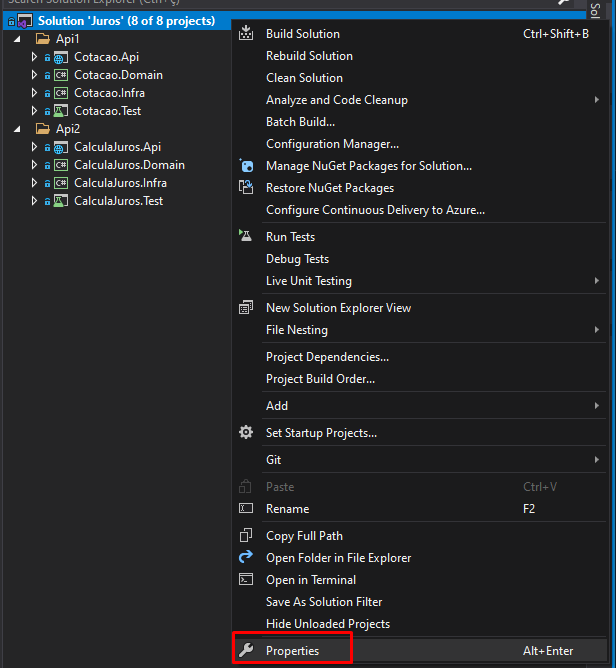 Search Solution Explorer (Ctrl+ç)
Sol
Solution 'Juros' (8 of 8 projects)
Api1
Cotacao.Api
C# Cotacao.Domain
C# Cotacao.Infra
Cotacao.Test
Api2
CalculaJuros.Api
C# CalculaJuros.Domain
C# CalculaJuros.Infra
CalculaJuros.Test
Build Solution Ctrl+Shift+B
Rebuild Solution
Clean Solution
Analyze and Code Cleanup
Batch Build...
Configuration Manager...
Manage NuGet Packages for Solution...
Restore NuGet Packages
Configure Continuous Delivery to Azure...
Run Tests
Debug Tests
Live Unit Testing
New Solution Explorer View
File Nesting
Project Dependencies...
Project Build Order...
Add
Set Startup Projects...
Git
Paste Ctrl+V
Rename F2
Copy Full Path
Open Folder in File Explorer
Open in Terminal
Save As Solution Filter
Hide Unloaded Projects
Properties Alt+Enter